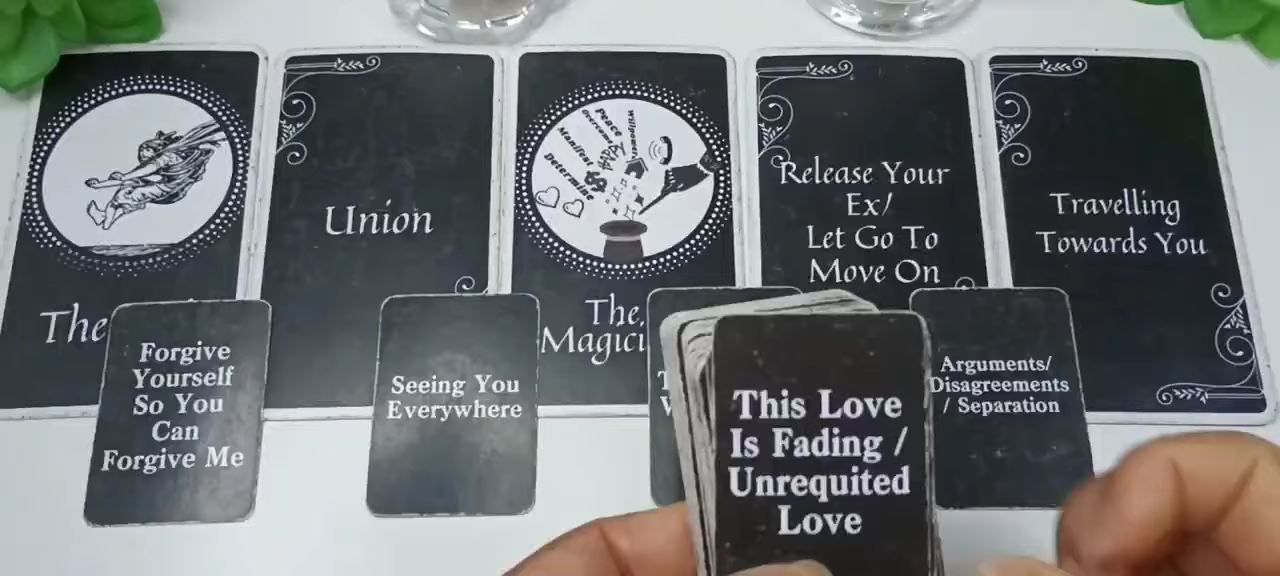 The
Union
Peace
Willpower
Overcome
Manifest
Determine
The
Magici
Release Your
Ex/
Let Go To
Move On
Travelling
Towards You
Forgive
Yourself
So You
Can
Forgive Me
Seeing You
Everywhere
This Love
Is Fading /
Unrequited
Love
Arguments/
Disagreements
/ Separation